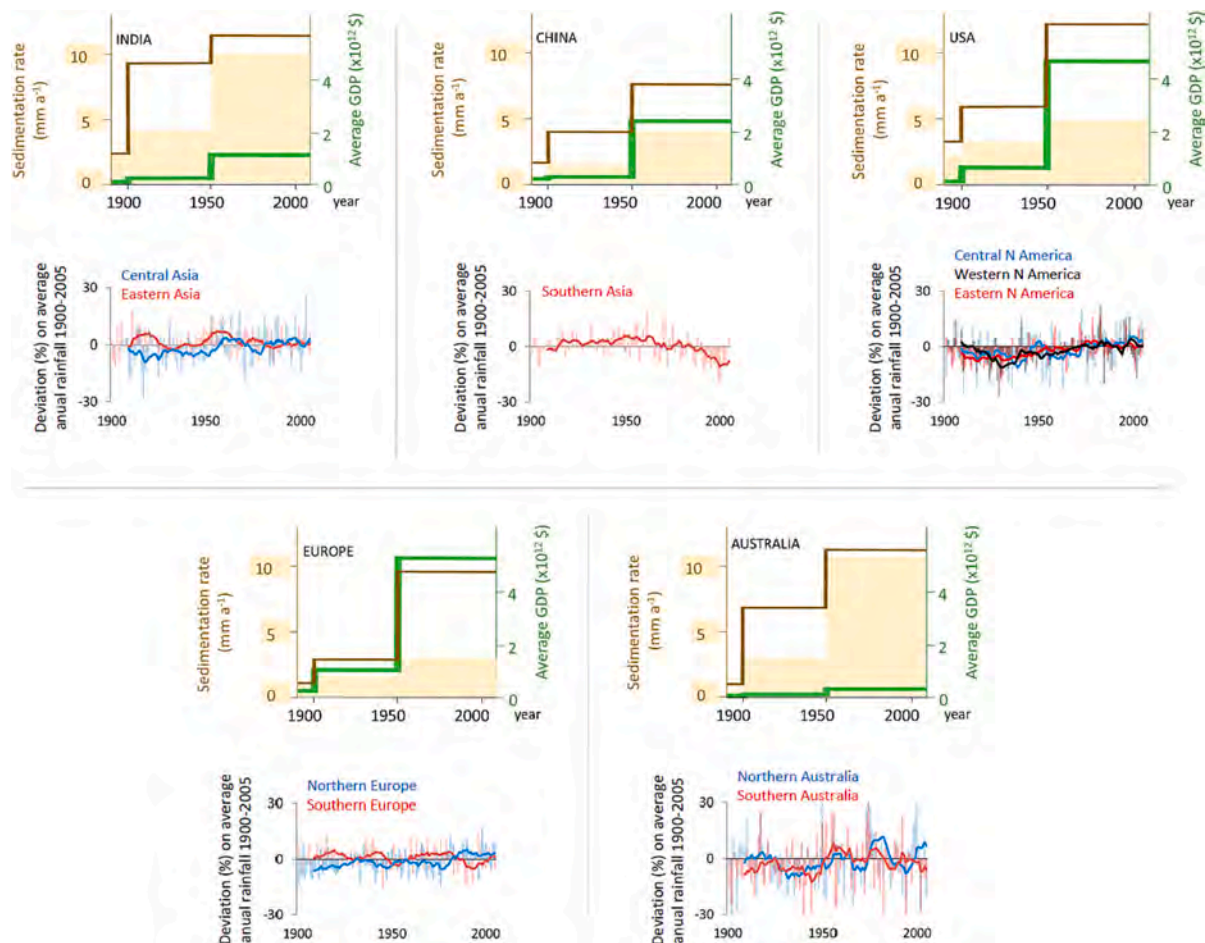 INDIA
Sedimentation rate
(mm a⁻¹)
10
5
0
4
2
0
Average GDP (x10¹² $)
1900 1950 2000 year
CHINA
Sedimentation rate
(mm a⁻¹)
10
5
0
4
2
0
Average GDP (x10¹² $)
1900 1950 2000 year
USA
Sedimentation rate
(mm a⁻¹)
10
5
0
4
2
0
Average GDP (x10¹² $)
1900 1950 2000 year
Deviation (%) on average
anual rainfall 1900-2005
Central Asia
Eastern Asia
30
0
-30
1900 1950 2000
Deviation (%) on average
anual rainfall 1900-2005
Southern Asia
30
0
-30
1900 1950 2000
Deviation (%) on average
anual rainfall 1900-2005
Central N America
Western N America
Eastern N America
30
0
-30
1900 1950 2000
EUROPE
Sedimentation rate
(mm a⁻¹)
10
5
0
4
2
0
Average GDP (x10¹² $)
1900 1950 2000 year
AUSTRALIA
Sedimentation rate
(mm a⁻¹)
10
5
0
4
2
0
Average GDP (x10¹² $)
1900 1950 2000 year
Deviation (%) on average
anual rainfall 1900-2005
Northern Europe
Southern Europe
30
0
-30
1900 1950 2000
Deviation (%) on average
anual rainfall 1900-2005
Northern Australia
Southern Australia
30
0
-30
1900 1950 2000